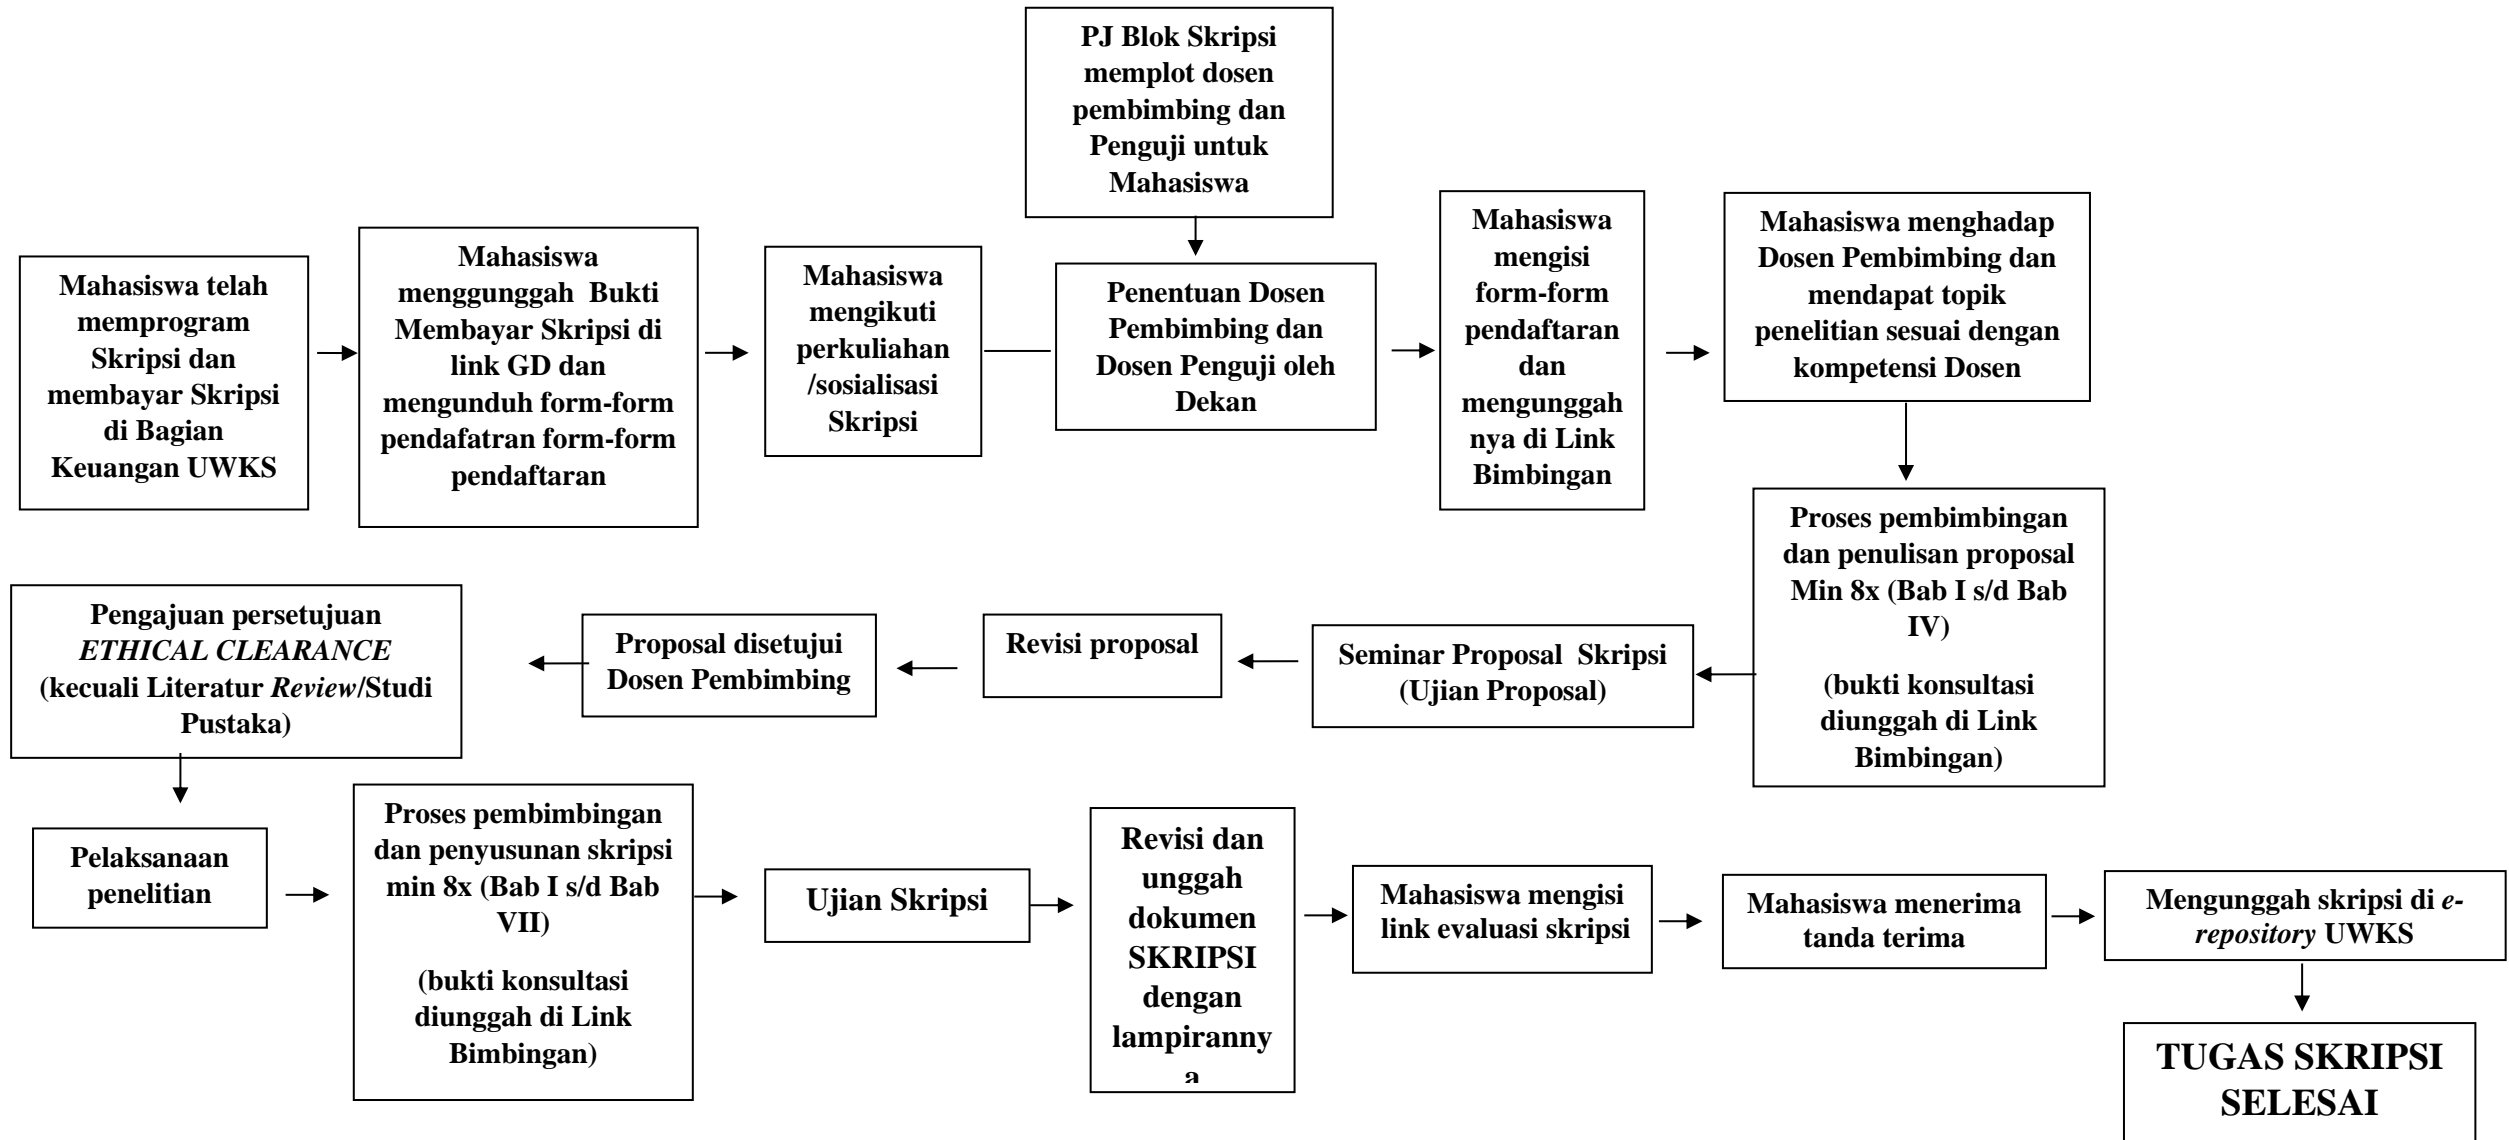 PJ Blok Skripsi
memplot dosen
pembimbing dan
Penguji untuk
Mahasiswa
Mahasiswa telah
memprogram
Skripsi dan
membayar Skripsi
di Bagian
Keuangan UWKS
Mahasiswa
menggunggah  Bukti
Membayar Skripsi di
link GD dan
mengunduh form-form
pendafatran form-form
pendaftaran
Mahasiswa
mengikuti
perkuliahan
/sosialisasi
Skripsi
Penentuan Dosen
Pembimbing dan
Dosen Penguji oleh
Dekan
Mahasiswa
mengisi
form-form
pendaftaran
dan
mengunggah
nya di Link
Bimbingan
Mahasiswa menghadap
Dosen Pembimbing dan
mendapat topik
penelitian sesuai dengan
kompetensi Dosen
Proses pembimbingan
dan penulisan proposal
Min 8x (Bab I s/d Bab
IV)
(bukti konsultasi
diunggah di Link
Bimbingan)
Seminar Proposal  Skripsi
(Ujian Proposal)
Revisi proposal
Proposal disetujui
Dosen Pembimbing
Pengajuan persetujuan
ETHICAL CLEARANCE
(kecuali Literatur Review/Studi
Pustaka)
Pelaksanaan
penelitian
Proses pembimbingan
dan penyusunan skripsi
min 8x (Bab I s/d Bab
VII)
(bukti konsultasi
diunggah di Link
Bimbingan)
Ujian Skripsi
Revisi dan
unggah
dokumen
SKRIPSI
dengan
lampiranny
a
Mahasiswa mengisi
link evaluasi skripsi
Mahasiswa menerima
tanda terima
Mengunggah skripsi di e-
repository UWKS
TUGAS SKRIPSI
SELESAI